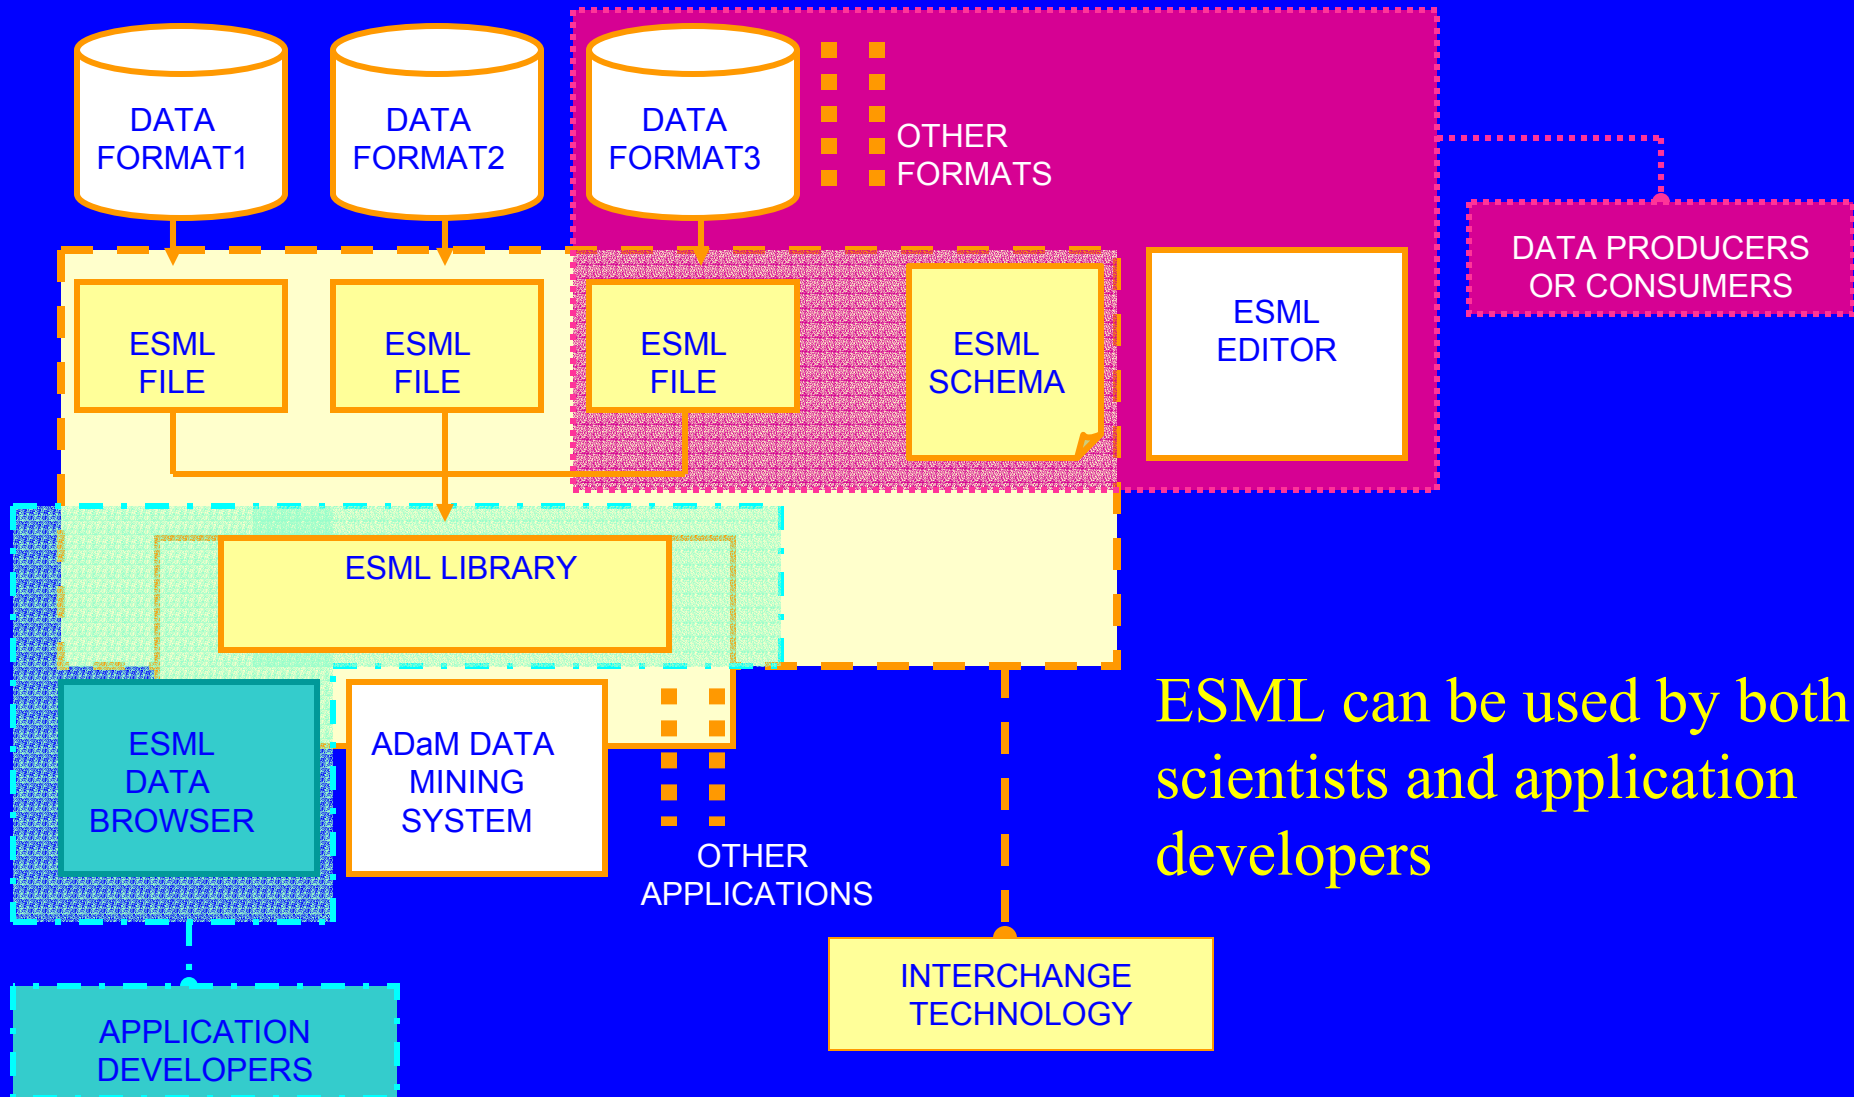 DATA
FORMAT1
DATA
FORMAT2
DATA
FORMAT3
OTHER
FORMATS
DATA PRODUCERS
OR CONSUMERS
ESML
FILE
ESML
FILE
ESML
FILE
ESML
SCHEMA
ESML
EDITOR
ESML LIBRARY
ESML
DATA
BROWSER
ADaM DATA
MINING
SYSTEM
OTHER
APPLICATIONS
ESML can be used by both
scientists and application
developers
INTERCHANGE
TECHNOLOGY
APPLICATION
DEVELOPERS